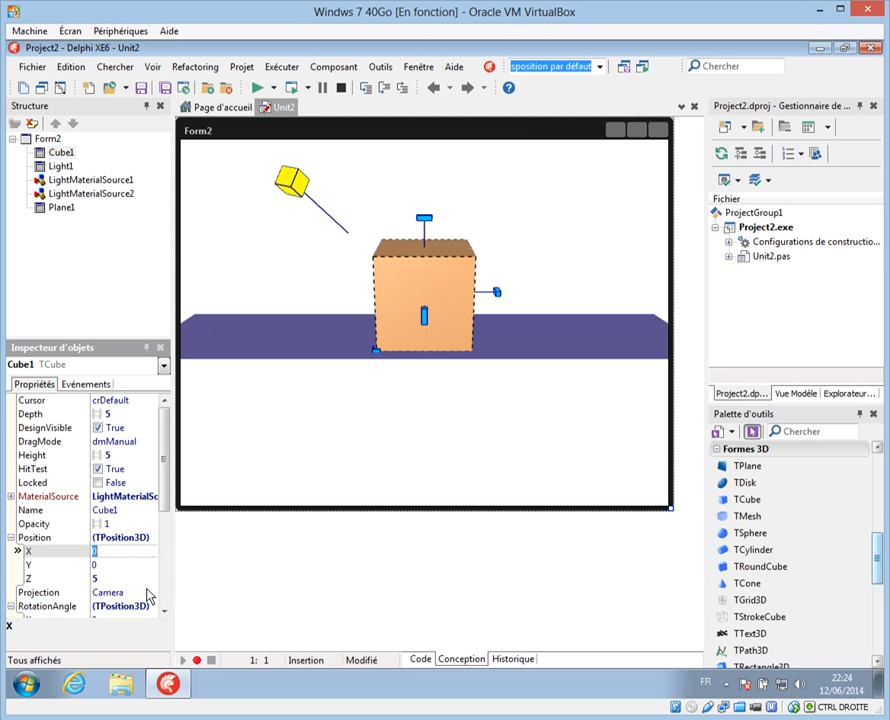 Windws 7 40Go [En fonction] - Oracle VM VirtualBox
Machine Écran Périphériques Aide
Project2 - Delphi XE6 - Unit2
Fichier Edition Chercher Voir Refactoring Projet Exécuter Composant Outils Fenêtre Aide sposition par défaut Chercher
Structure
Page d'accueil Unit2
Form2
Cube1
Light1
LightMaterialSource1
LightMaterialSource2
Plane1
Form2
Inspecteur d'objets
Cube1 TCube
Propriétés Evénements
Cursor crDefault
Depth 5
DesignVisible True
DragMode dmManual
Height 5
HitTest True
Locked False
MaterialSource LightMaterialSc
Name Cube1
Opacity 1
Position (TPosition3D)
X 0
Y 0
Z 5
Projection Camera
RotationAngle (TPosition3D)
X
Tous affichés
1: 1 Insertion Modifié Code Conception Historique
Project2.dproj - Gestionnaire de ...
Fichier
ProjectGroup1
Project2.exe
Configurations de constructio...
Unit2.pas
Project2.dp... Vue Modèle Explorateur...
Palette d'outils
Chercher
Formes 3D
TPlane
TDisk
TCube
TMesh
TSphere
TCylinder
TRoundCube
TCone
TGrid3D
TStrokeCube
abc TText3D
TPath3D
TRectangle3D
FR 22:24
12/06/2014
CTRL DROITE